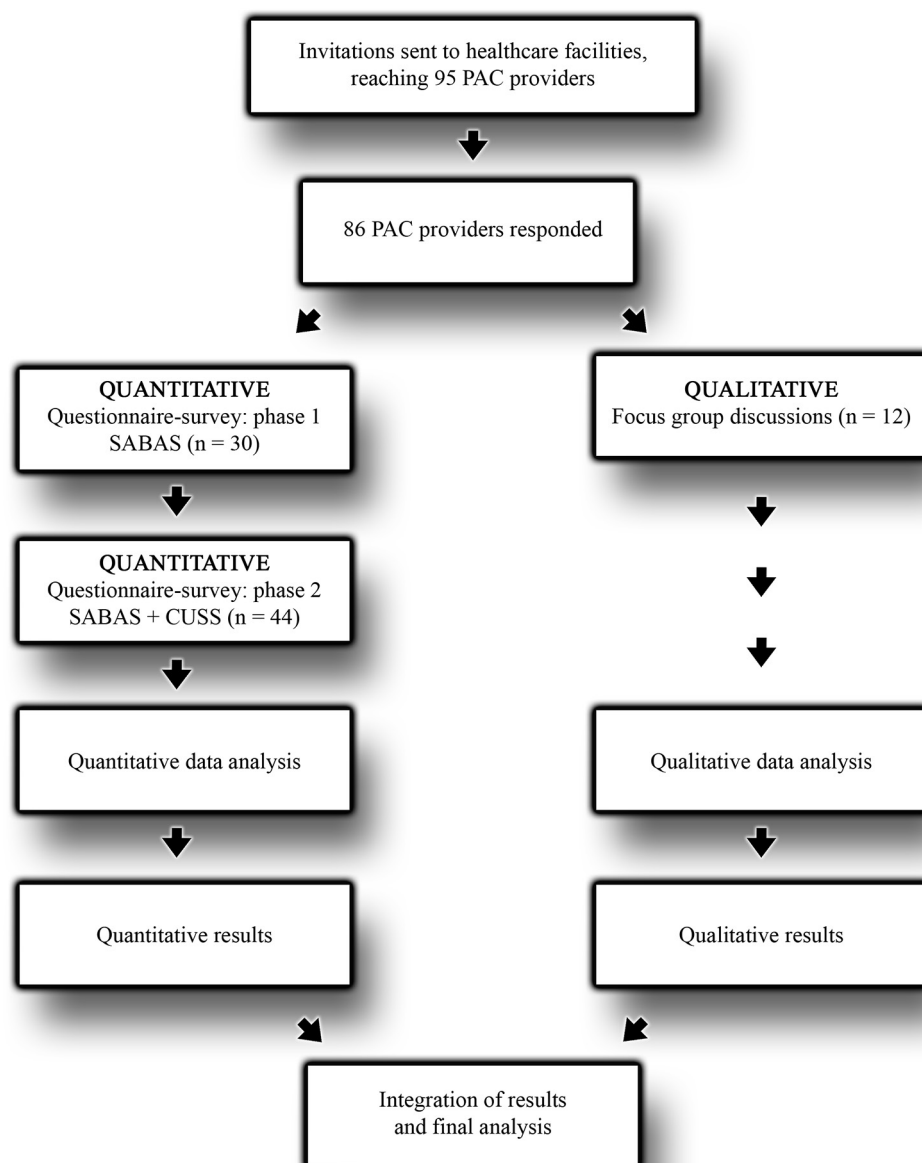 Invitations sent to healthcare facilities,
reaching 95 PAC providers
86 PAC providers responded
QUANTITATIVE
Questionnaire-survey: phase 1
SABAS (n = 30)
QUALITATIVE
Focus group discussions (n = 12)
QUANTITATIVE
Questionnaire-survey: phase 2
SABAS + CUSS (n = 44)
Quantitative data analysis
Qualitative data analysis
Quantitative results
Qualitative results
Integration of results
and final analysis